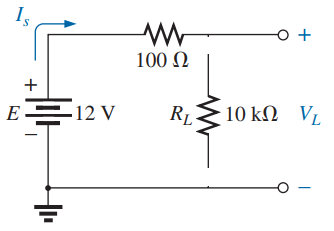 I_s
+
100 Ω
+
E
12 V
R_L
10 kΩ
V_L
−
−